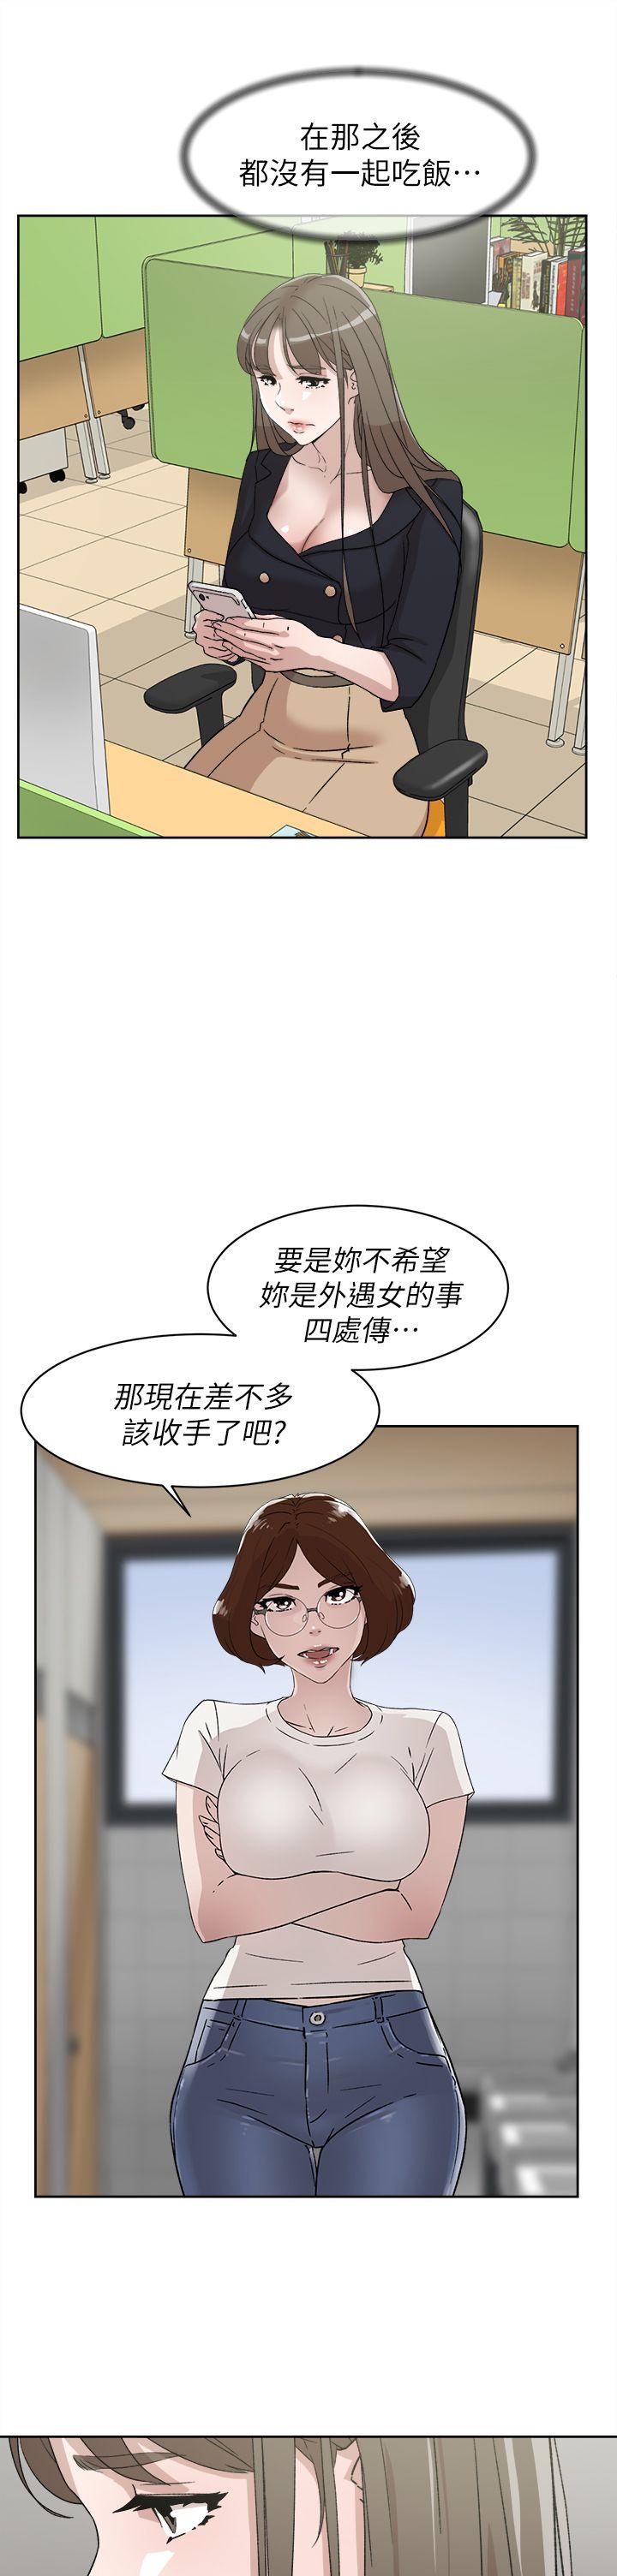 在那之後
都沒有一起吃飯⋯
要是妳不希望
妳是外遇女的事
四處傳⋯
那現在差不多
該收手了吧?